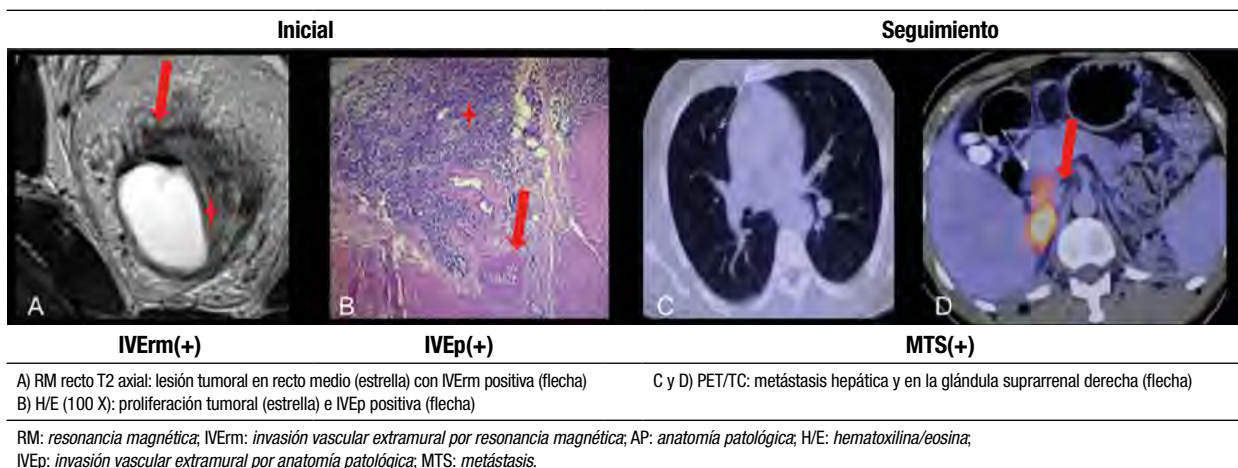 Inicial
Seguimiento
A
B
C
D
IVErm(+)
IVEp(+)
MTS(+)
A) RM recto T2 axial: lesión tumoral en recto medio (estrella) con IVErm positiva (flecha)
B) H/E (100 X): proliferación tumoral (estrella) e IVEp positiva (flecha)
C y D) PET/TC: metástasis hepática y en la glándula suprarrenal derecha (flecha)
RM: resonancia magnética; IVErm: invasión vascular extramural por resonancia magnética; AP: anatomía patológica; H/E: hematoxilina/eosina;
IVEp: invasión vascular extramural por anatomía patológica; MTS: metástasis.